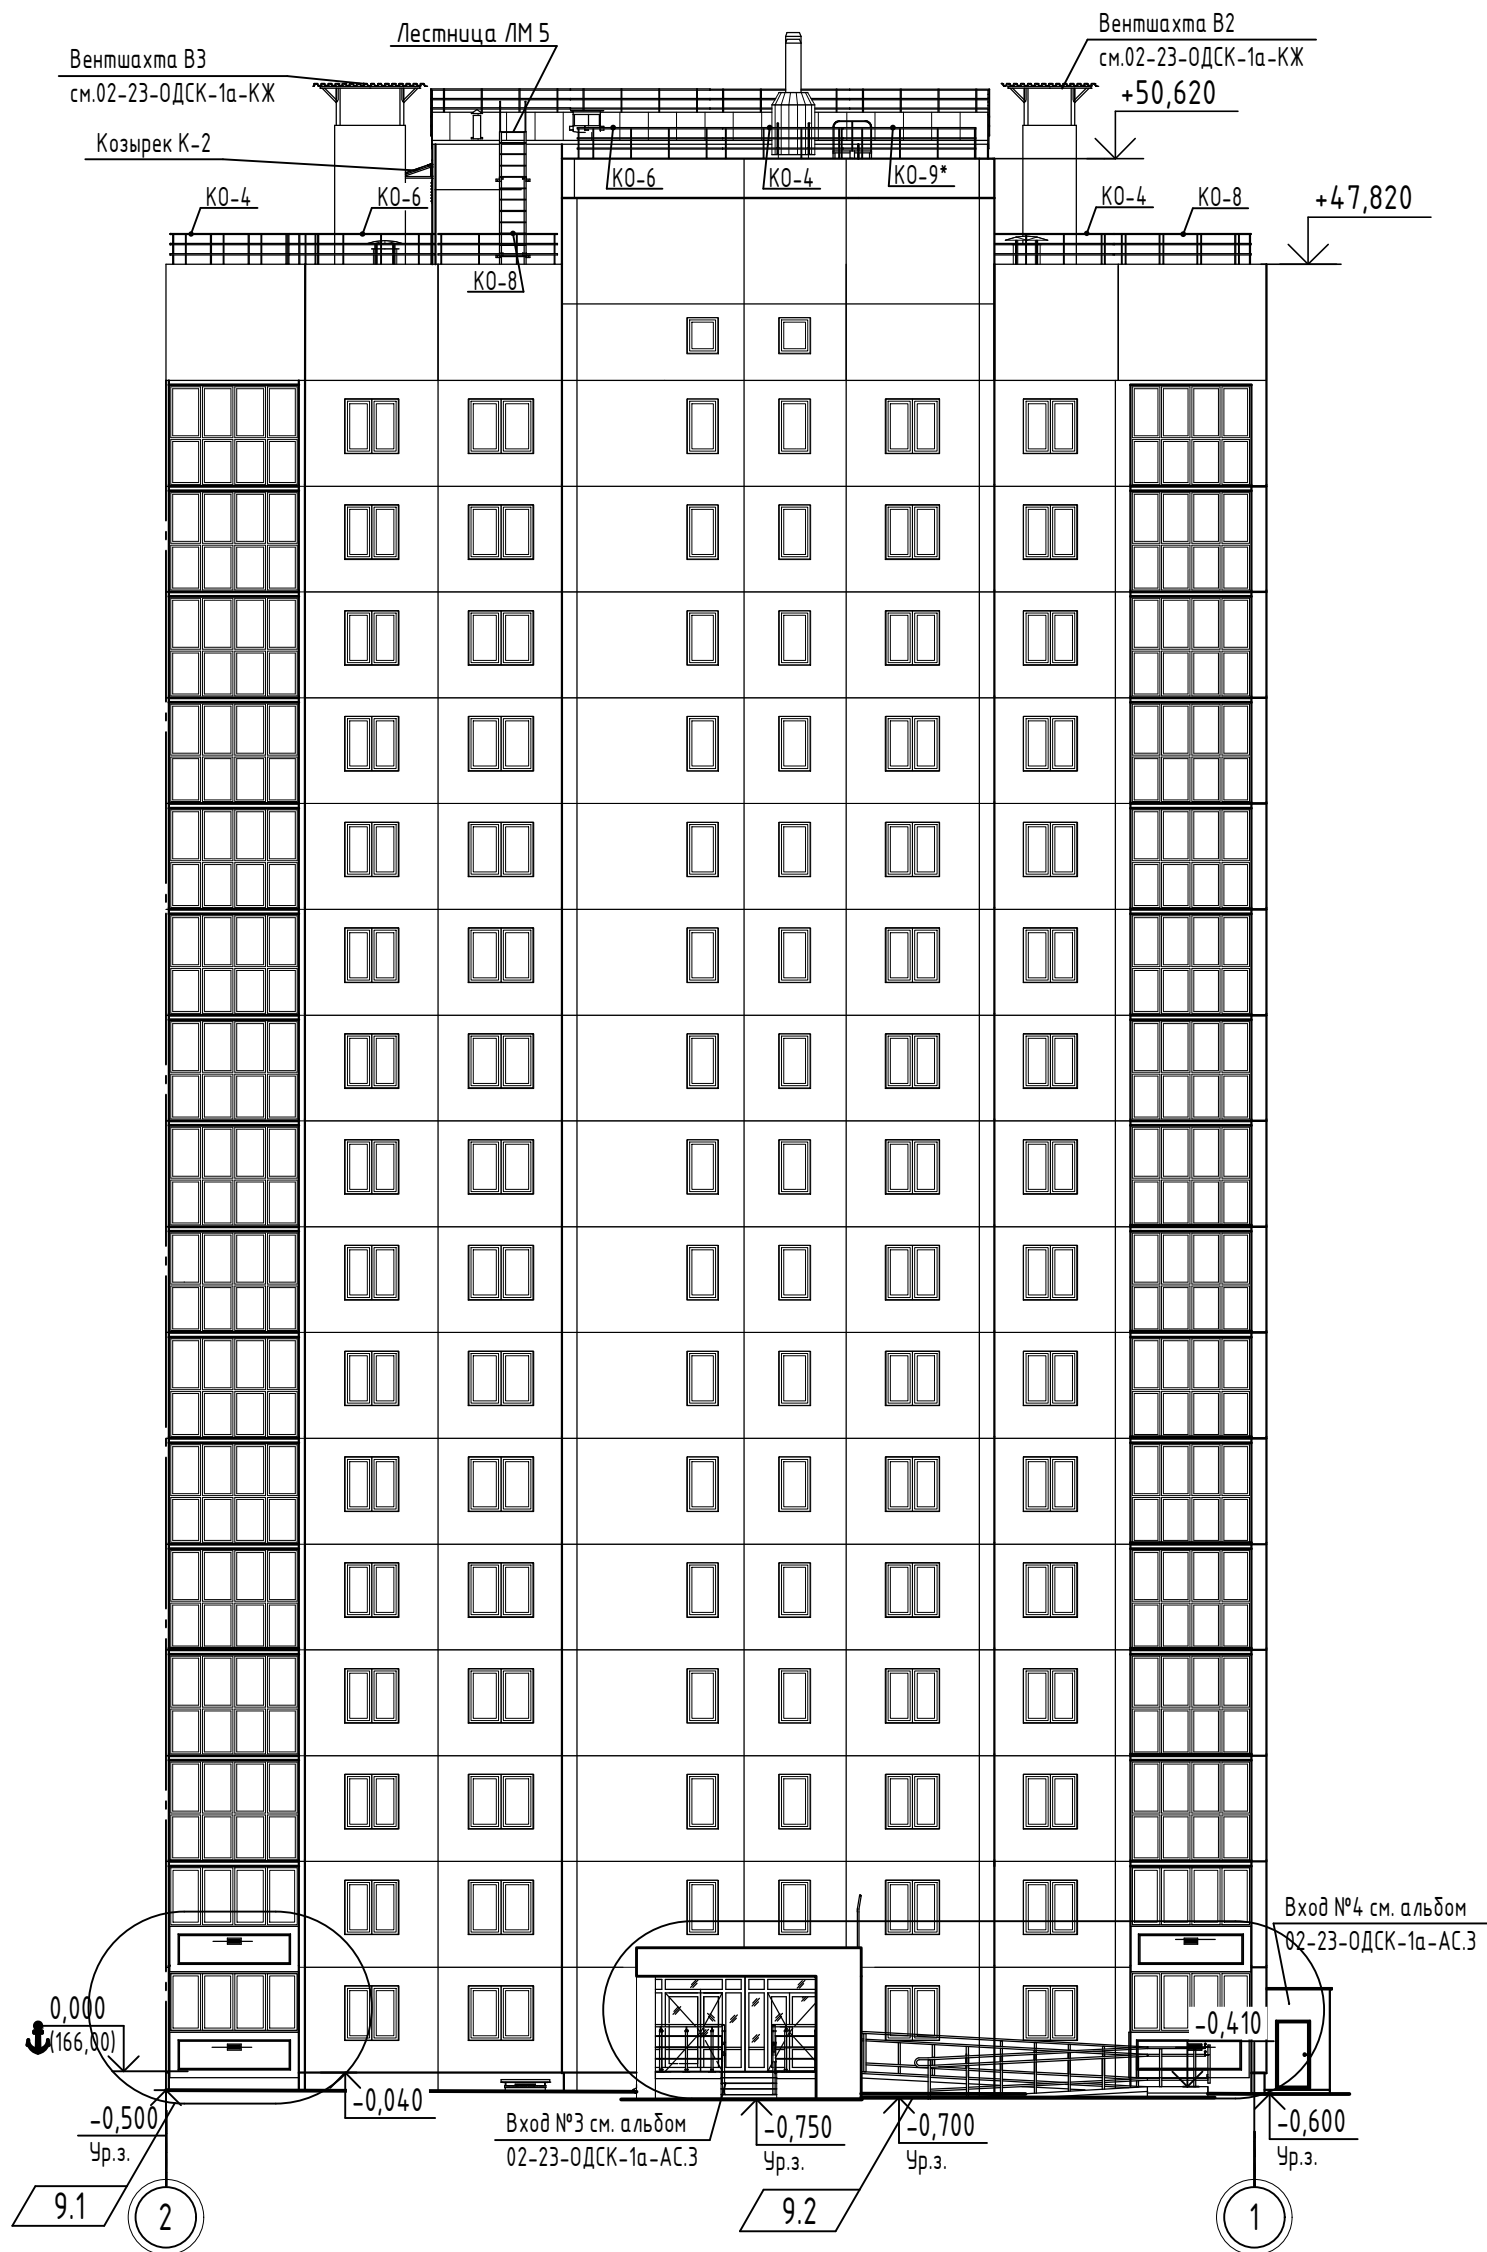 Лестница ЛМ 5
Вентшахта В2
см.02-23-ОДСК-1а-КЖ
Вентшахта В3
см.02-23-ОДСК-1а-КЖ
+50,620
Козырек К-2
КО-6
КО-4
КО-9*
КО-4
КО-6
КО-4
КО-8
+47,820
КО-8
Вход №4 см. альбом
02-23-ОДСК-1а-АС.3
0,000
(166,00)
-0,410
-0,040
-0,500
Ур.з.
Вход №3 см. альбом
02-23-ОДСК-1а-АС.3
-0,750
Ур.з.
-0,700
Ур.з.
-0,600
Ур.з.
9.1
2
9.2
1